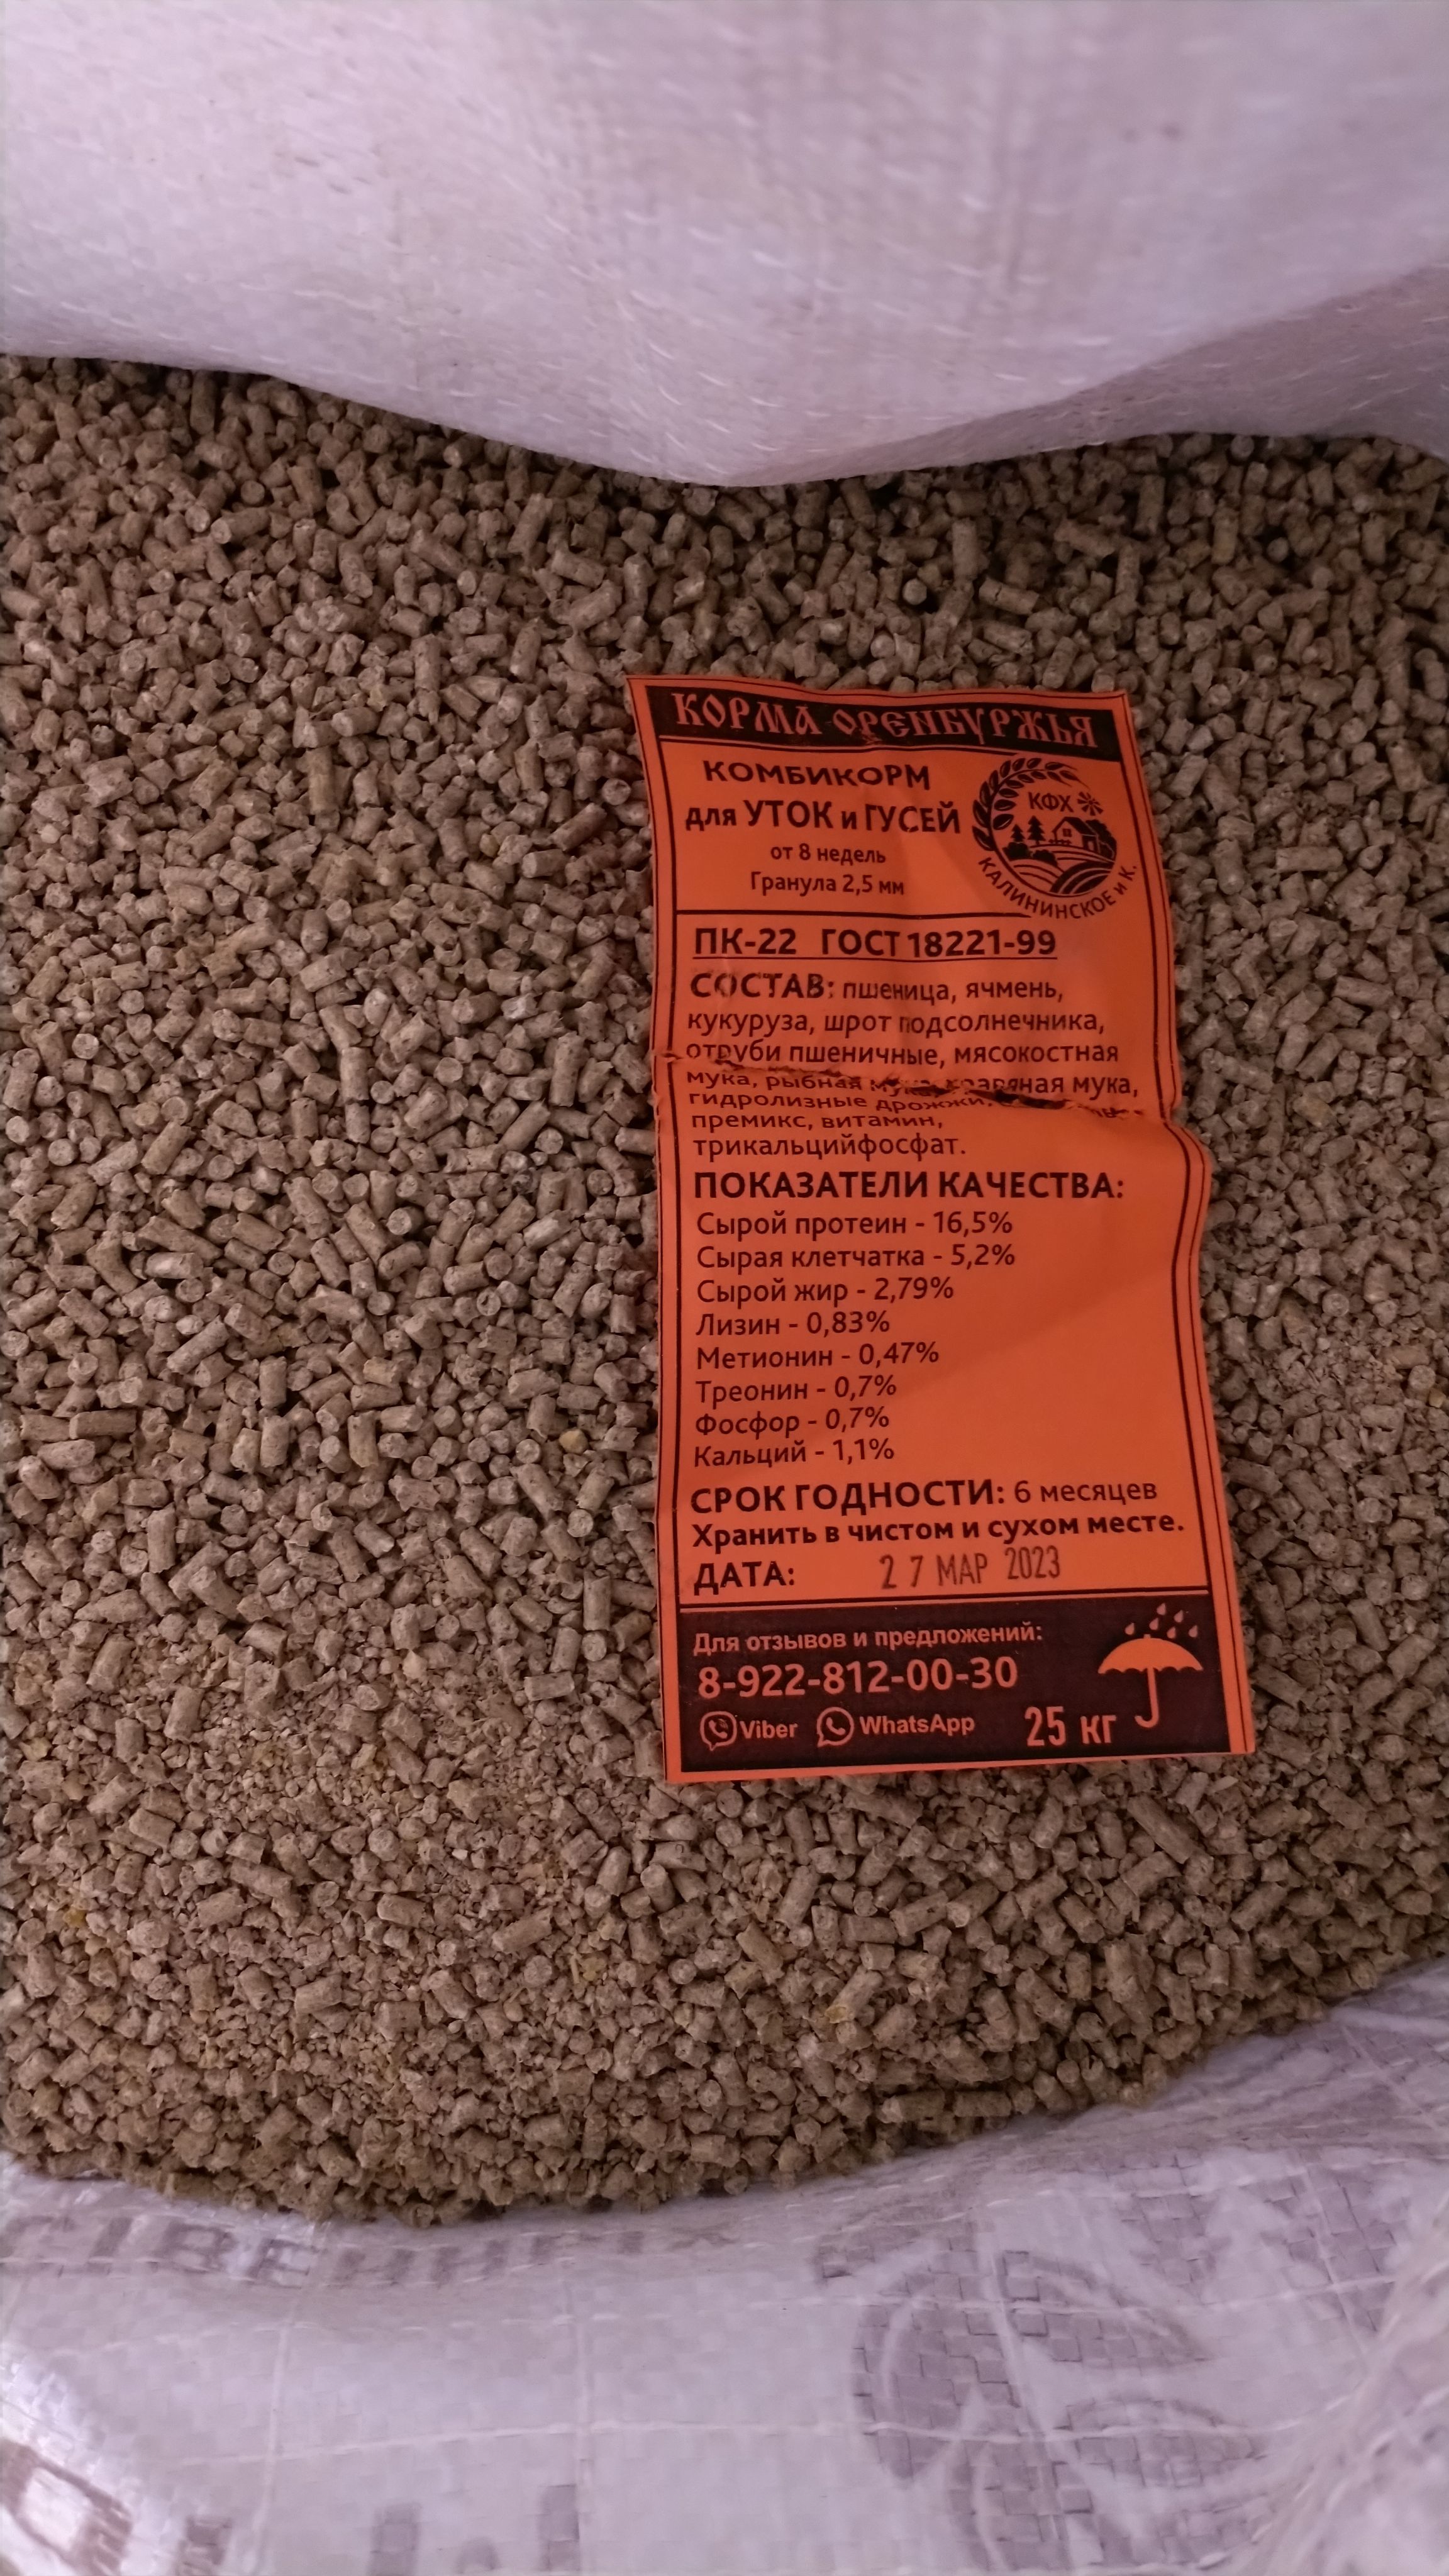 КОРМА ОРЕНБУРЖЬЯ
КОМБИКОРМ
для УТОК и ГУСЕЙ
от 8 недель
Гранула 2,5 мм
КФХ
КАЛИНИНСКОЕ и К.
ПК-22 ГОСТ 18221-99
СОСТАВ: пшеница, ячмень,
кукуруза, шрот подсолнечника,
отруби пшеничные, мясокостная
мука, рыбная мука, мука,
гидролизные дрожжи,
премикс, витамин,
трикальцийфосфат.
ПОКАЗАТЕЛИ КАЧЕСТВА:
Сырой протеин - 16,5%
Сырая клетчатка - 5,2%
Сырой жир - 2,79%
Лизин - 0,83%
Метионин - 0,47%
Треонин - 0,7%
Фосфор - 0,7%
Кальций - 1,1%
СРОК ГОДНОСТИ: 6 месяцев
Хранить в чистом и сухом месте.
ДАТА: 27 МАР 2023
Для отзывов и предложений:
8-922-812-00-30
Viber WhatsApp 25 кг